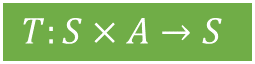 T: S × A → S